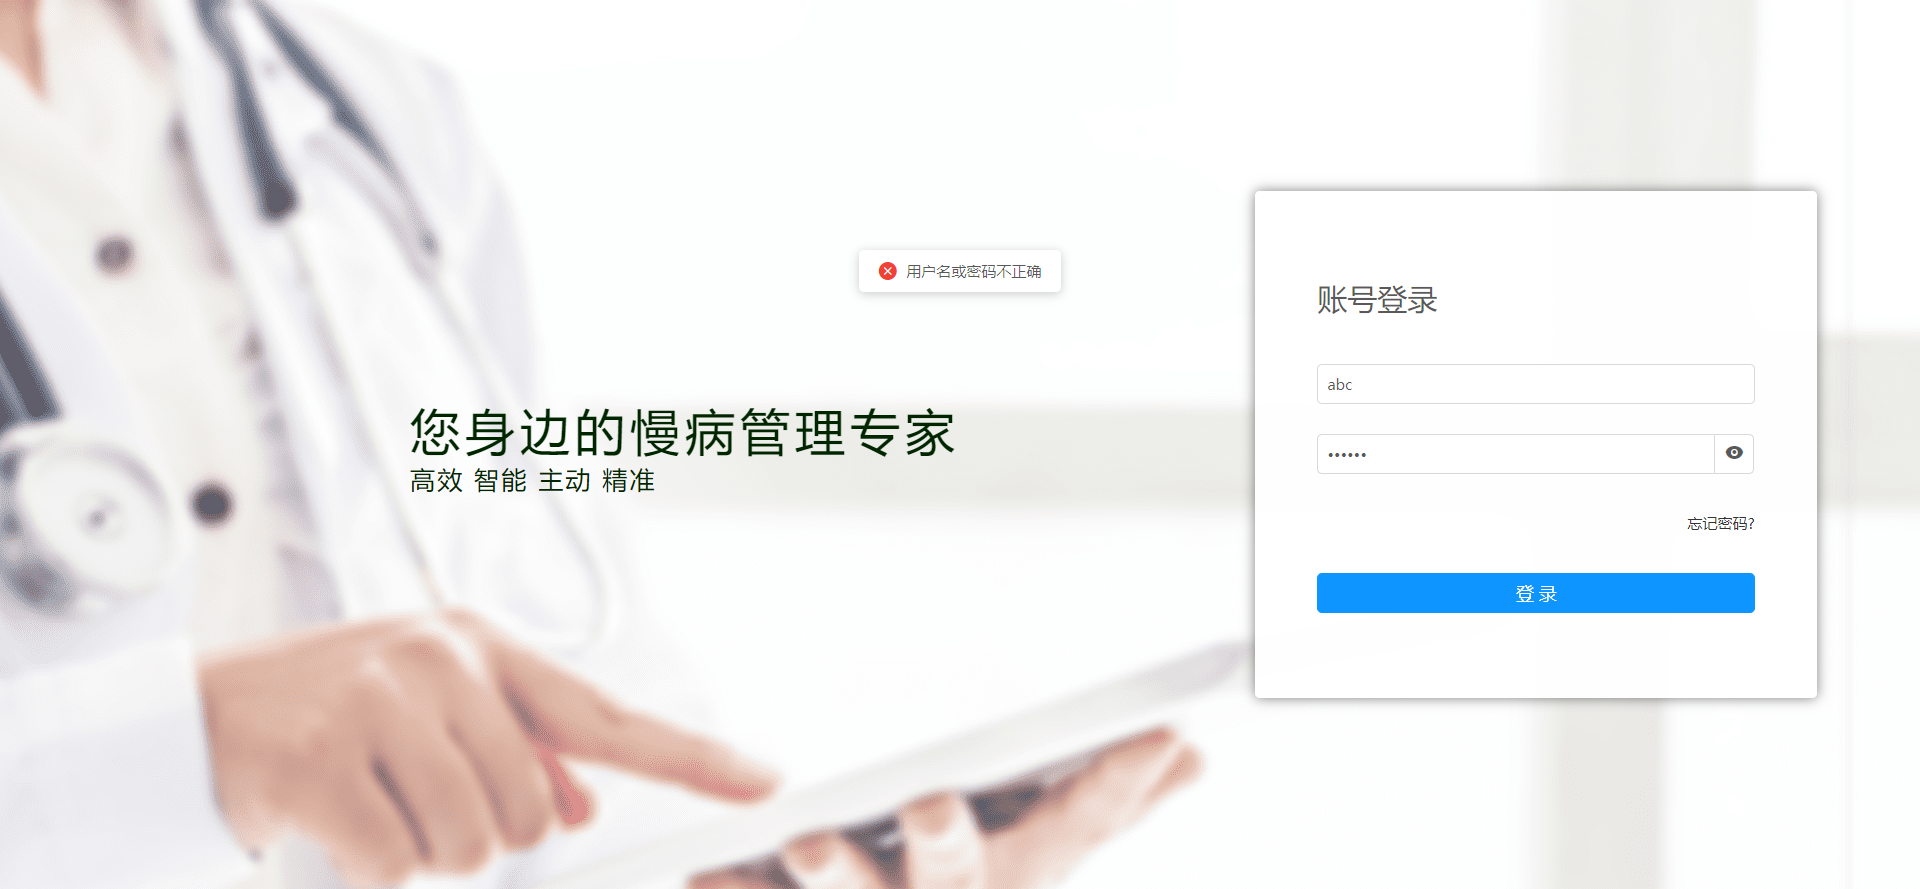 用户名或密码不正确
您身边的慢病管理专家
高效 智能 主动 精准
账号登录
abc
••••••
忘记密码?
登录